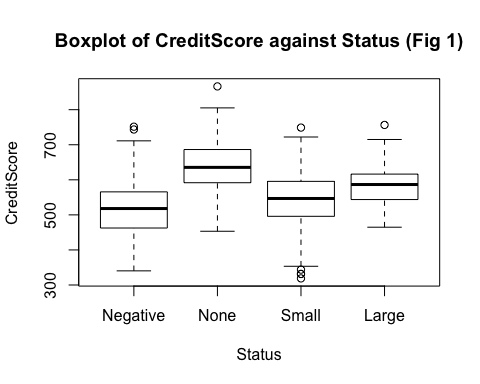 Boxplot of CreditScore against Status (Fig 1)
CreditScore
700
500
300
Negative None Small Large
Status